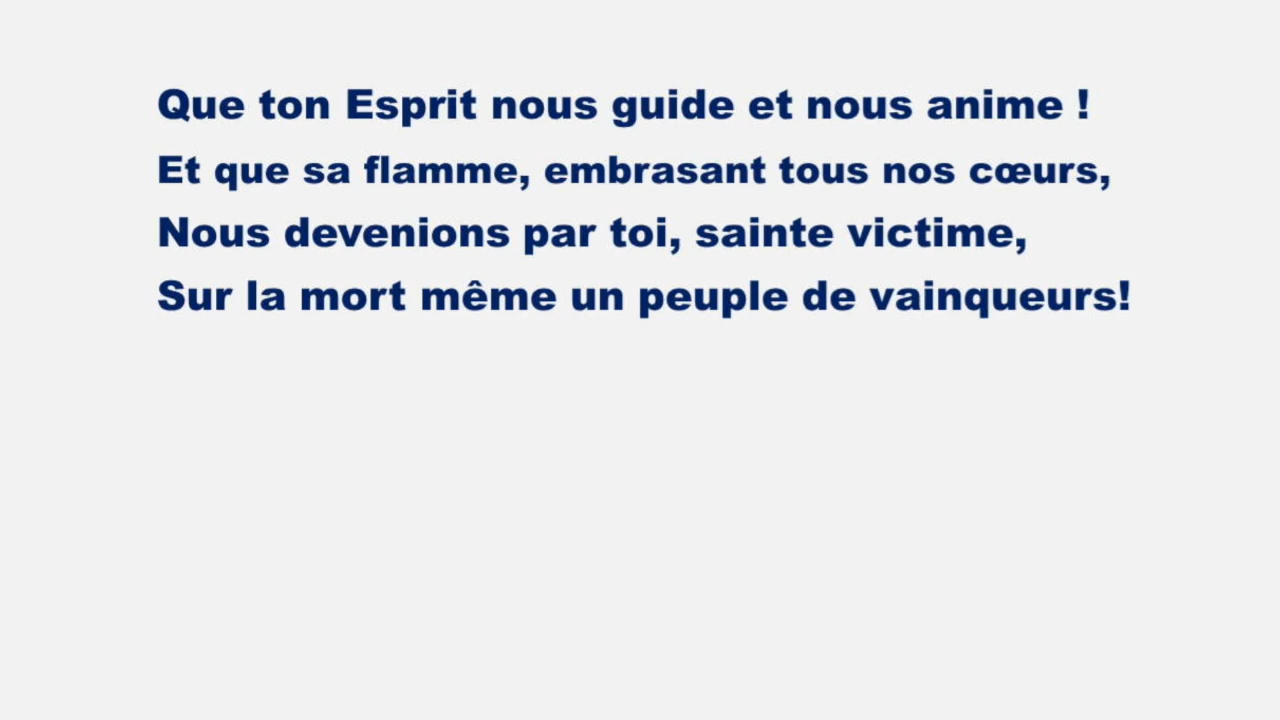 Que ton Esprit nous guide et nous anime !
Et que sa flamme, embrasant tous nos cœurs,
Nous devenions par toi, sainte victime,
Sur la mort même un peuple de vainqueurs!